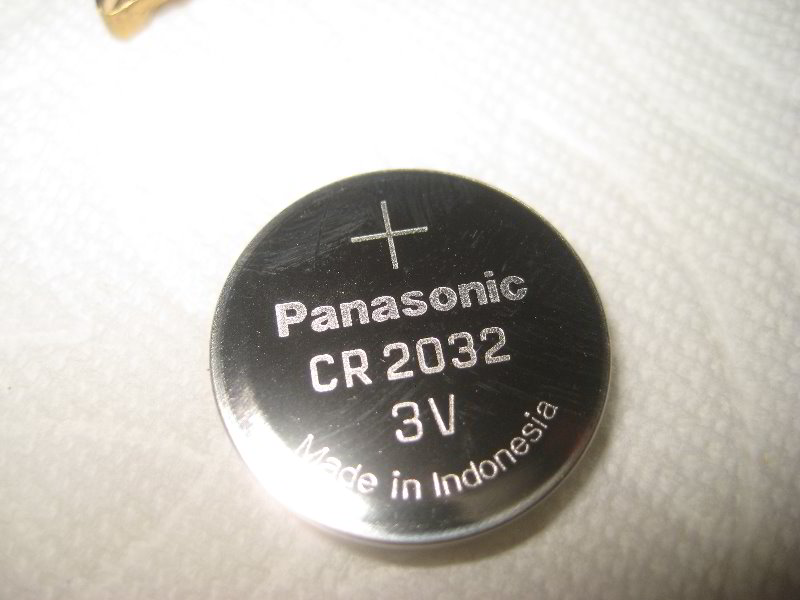 +
Panasonic
CR 2032
3V
Made in Indonesia